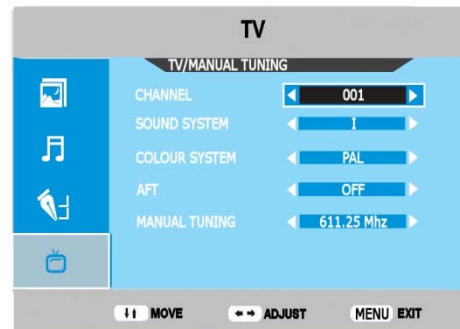 TV
TV/MANUAL TUNING
CHANNEL 001
SOUND SYSTEM I
COLOUR SYSTEM PAL
AFT OFF
MANUAL TUNING 611.25 Mhz
MOVE ADJUST MENU EXIT